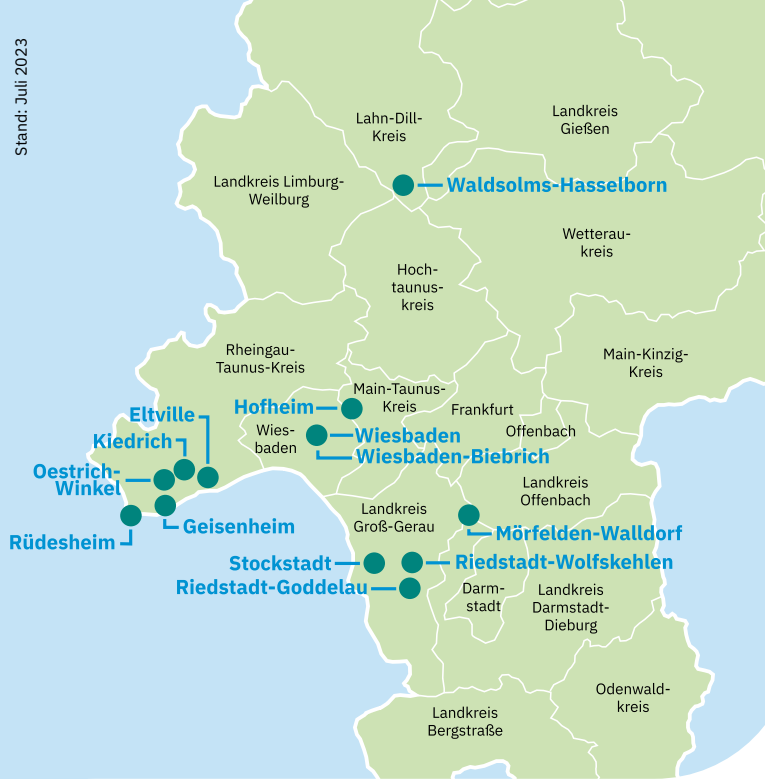 Stand: Juli 2023
Lahn-Dill-
Kreis
Landkreis
Gießen
Landkreis Limburg-
Weilburg
Waldsolms-Hasselborn
Wetterau-
kreis
Hoch-
taunus-
kreis
Rheingau-
Taunus-Kreis
Main-Kinzig-
Kreis
Main-Taunus-
Kreis
Hofheim
Frankfurt
Eltville
Kiedrich
Wies-
baden
Wiesbaden
Wiesbaden-Biebrich
Offenbach
Oestrich-
Winkel
Landkreis
Offenbach
Landkreis
Groß-Gerau
Geisenheim
Rüdesheim
Mörfelden-Walldorf
Stockstadt
Riedstadt-Wolfskehlen
Riedstadt-Goddelau
Darm-
stadt
Landkreis
Darmstadt-
Dieburg
Odenwald-
kreis
Landkreis
Bergstraße